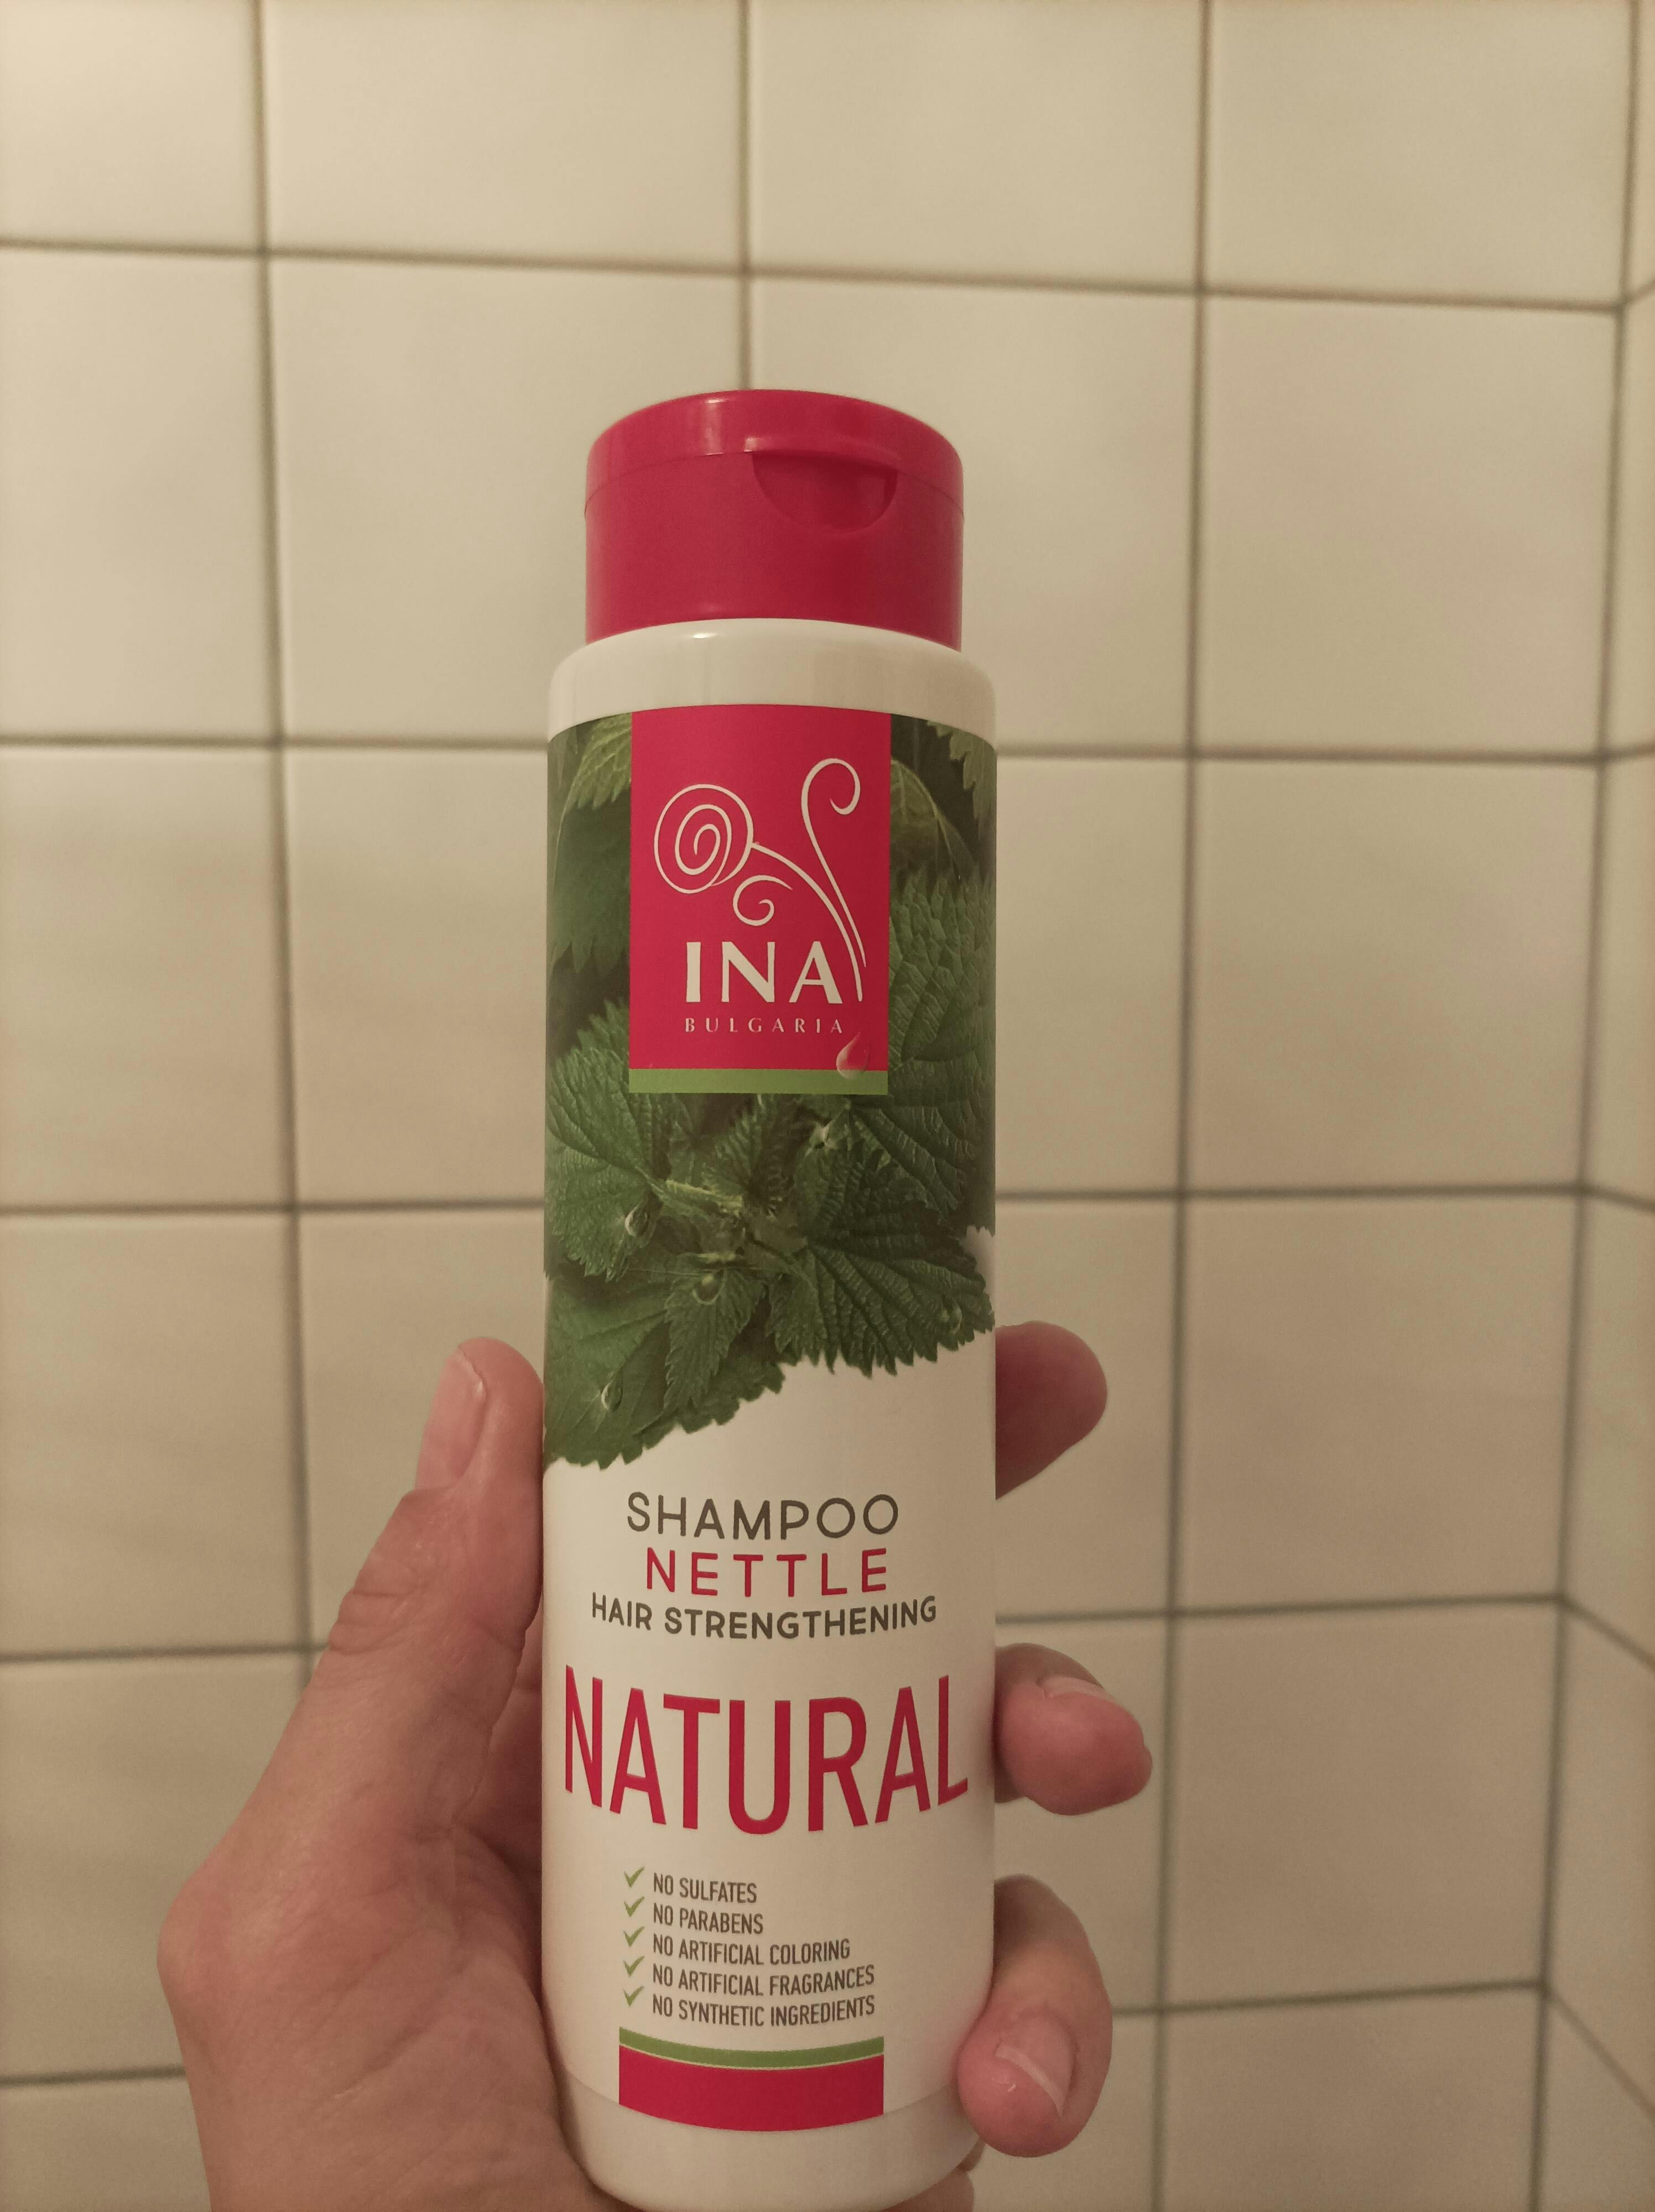 INA
BULGARIA
SHAMPOO
NETTLE
HAIR STRENGTHENING
NATURAL
NO SULFATES
NO PARABENS
NO ARTIFICIAL COLORING
NO ARTIFICIAL FRAGRANCES
NO SYNTHETIC INGREDIENTS